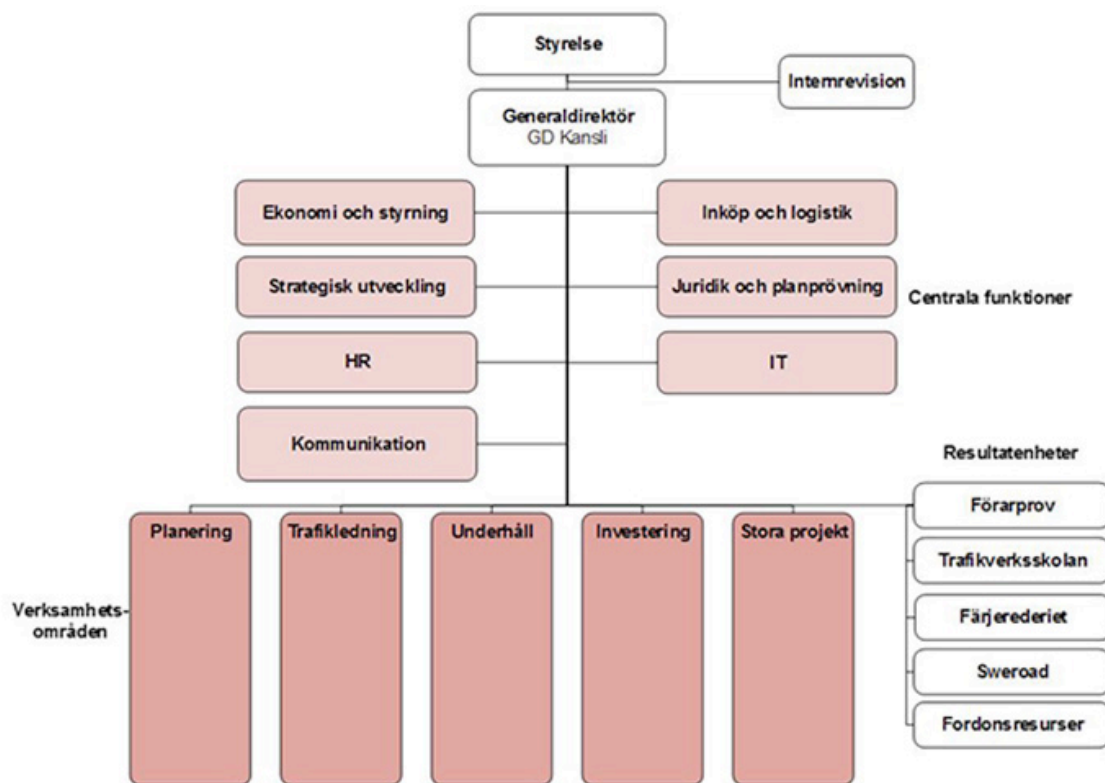 Styrelse
Internrevision
Generaldirektör
GD Kansli
Ekonomi och styrning
Inköp och logistik
Strategisk utveckling
Juridik och planprövning
Centrala funktioner
HR
IT
Kommunikation
Resultatenheter
Förarprov
Trafikverksskolan
Färjerederiet
Sweroad
Fordonsresurser
Planering
Trafikledning
Underhåll
Investering
Stora projekt
Verksamhets-
områden